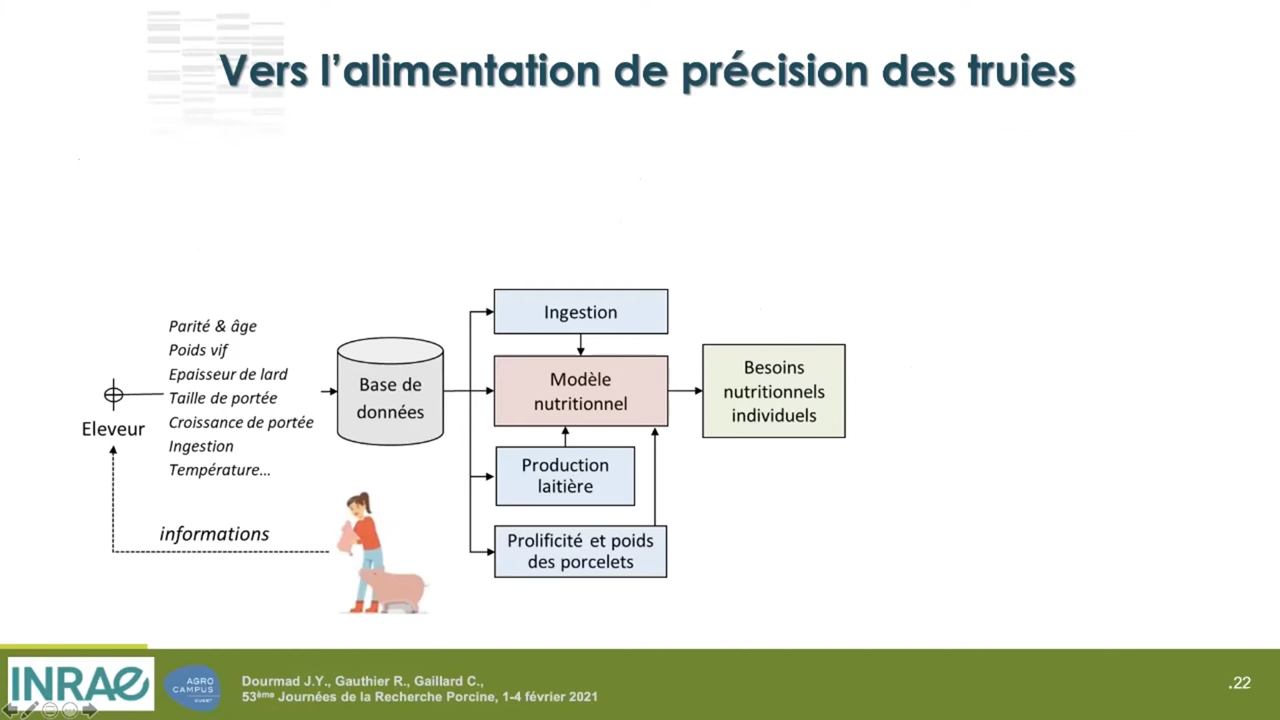 Vers l’alimentation de précision des truies
Parité & âge
Poids vif
Epaisseur de lard
Taille de portée
Croissance de portée
Ingestion
Température...
Eleveur
informations
Base de
données
Ingestion
Modèle
nutritionnel
Production
laitière
Prolificité et poids
des porcelets
Besoins
nutritionnels
individuels
INRAE
AGRO
CAMPUS
OUEST
Dourmad J.Y., Gauthier R., Gaillard C.,
53ème Journées de la Recherche Porcine, 1-4 février 2021
.22